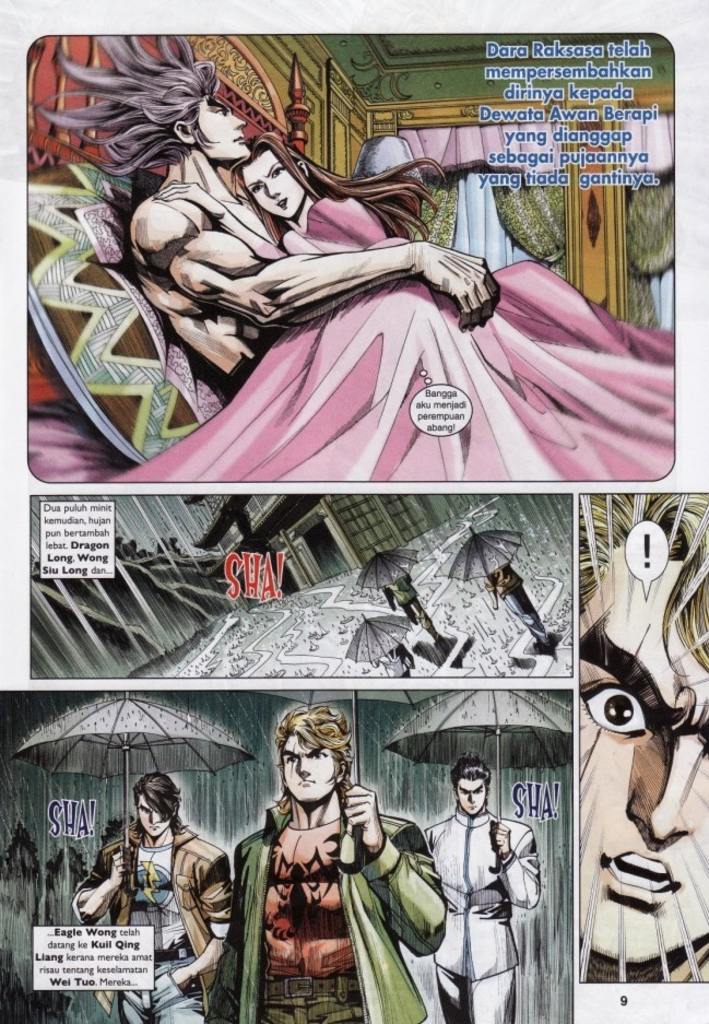 Dara Raksasa telah
mempersembahkan
dirinya kepada
Dewata Awan Berapi
yang dianggap
sebagai pujaannya
yang tiada gantinya.
Bangga
aku menjadi
perempuan
abang!
Dua puluh minit
kemudian, hujan
pun bertambah
lebat. Dragon
Long, Wong
Siu Long dan...
SHA!
!
SHA!
SHA!
...Eagle Wong telah
datang ke Kuil Qing
Liang kerana mereka amat
risau tentang keselamatan
Wei Tuo. Mereka...
9